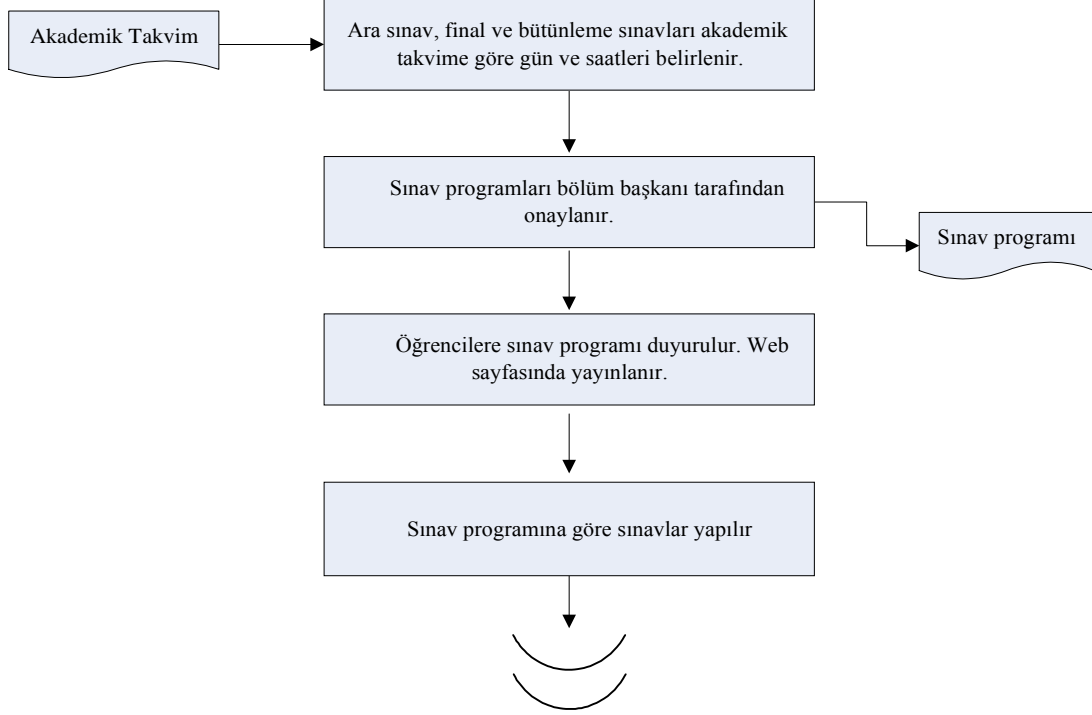 Akademik Takvim
Ara sınav, final ve bütünleme sınavları akademik
takvime göre gün ve saatleri belirlenir.
Sınav programları bölüm başkanı tarafından
onaylanır.
Sınav programı
Öğrencilere sınav programı duyurulur. Web
sayfasında yayınlanır.
Sınav programına göre sınavlar yapılır